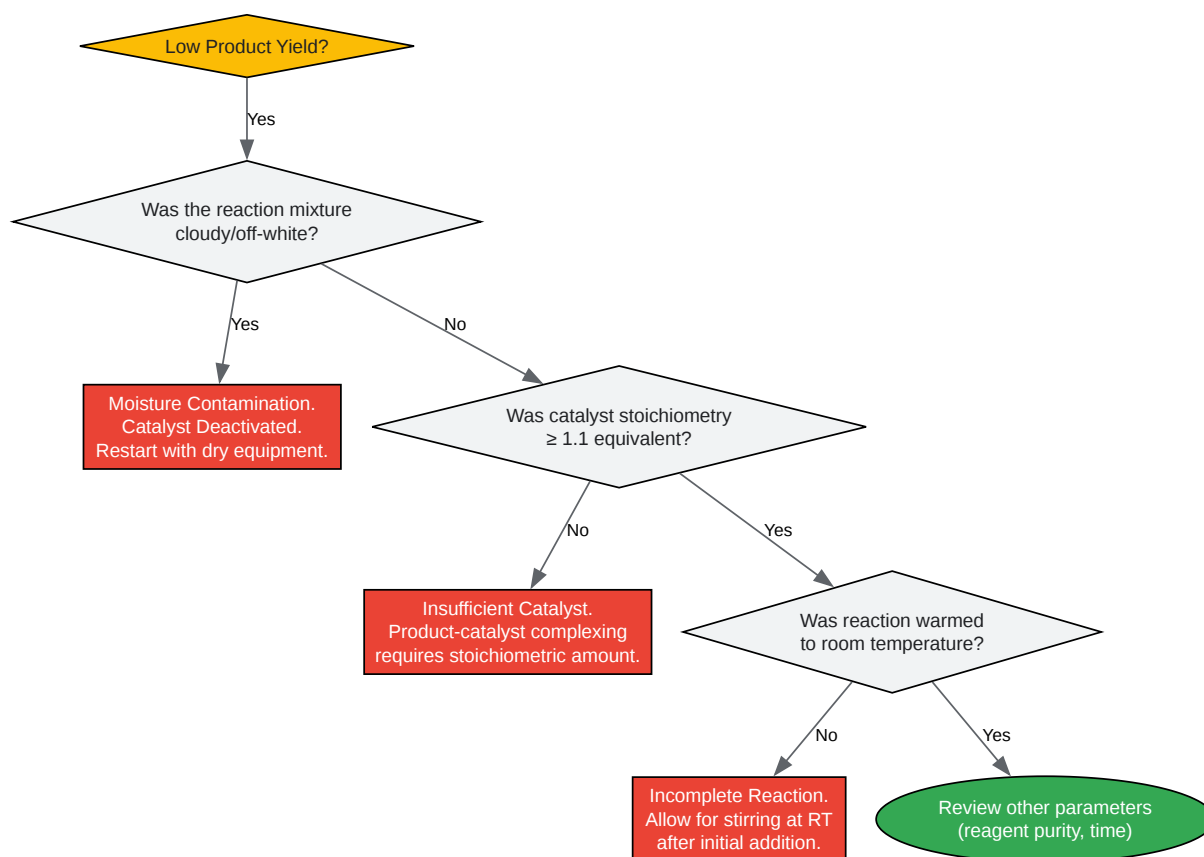 Low Product Yield?
Yes
Was the reaction mixture
cloudy/off-white?
Yes
No
Moisture Contamination.
Catalyst Deactivated.
Restart with dry equipment.
Was catalyst stoichiometry
≥ 1.1 equivalent?
No
Yes
Insufficient Catalyst.
Product-catalyst complexing
requires stoichiometric amount.
Was reaction warmed
to room temperature?
No
Yes
Incomplete Reaction.
Allow for stirring at RT
after initial addition.
Review other parameters
(reagent purity, time)